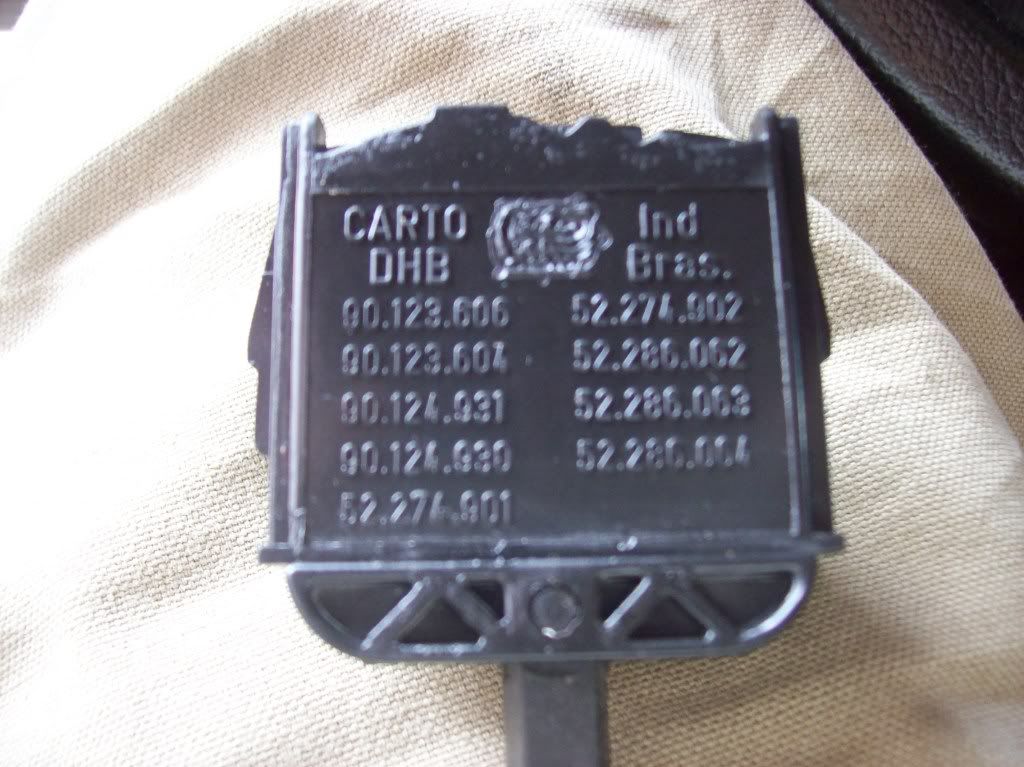 CARTO Ind
DHB Bras.
90.123.606 52.274.902
90.123.604 52.286.062
90.124.931 52.286.063
90.124.930 52.286.064
52.274.901